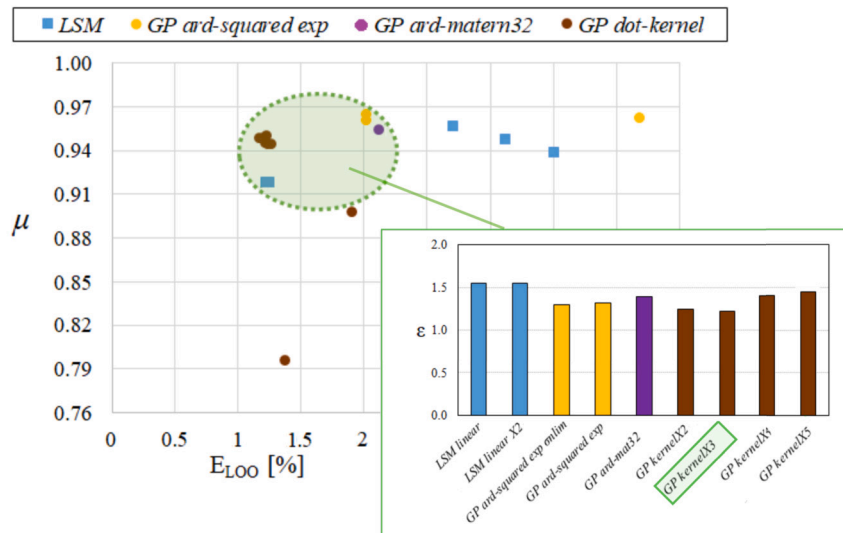 LSM GP ard-squared exp GP ard-matern32 GP dot-kernel
1.00
0.97
0.94
0.91
0.88
0.85
0.82
0.79
0.76
μ
0 0.5 1 1.5 2
E_LOO [%]
2.0
1.5
1.0
0.5
0.0
ε
LSM linear
LSM linear X2
GP ard-squared exp onlim
GP ard-squared exp
GP ard-mat32
GP kernelX2
GP kernelX3
GP kernelX4
GP kernelX5